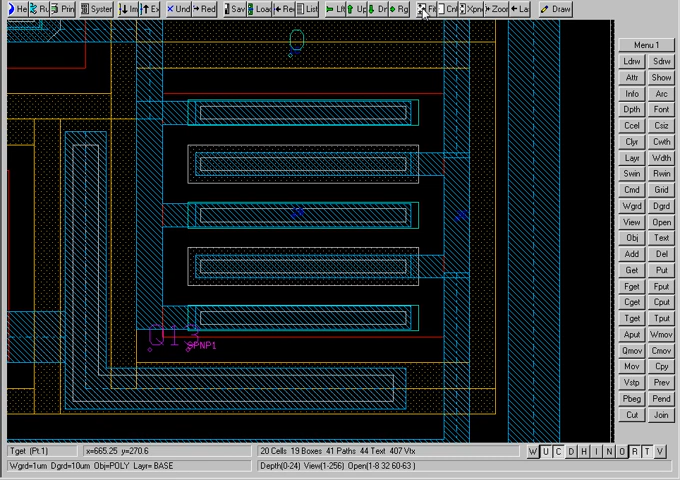 He Ru Prin System Im Ex Und Red Sav Load Rec List Lft Up Dr Rg Fit Cnt Xpn Zoo La Draw
Menu 1
Ldrw Sdrw
Attr Show
Info Arc
Dpth Font
Ccel Csiz
Clyr Cwth
Layr Wdth
Swin Rwin
Cmd Grid
Wgrd Dgrd
View Open
Obj Text
Add Del
Get Put
Fget Fput
Cget Cput
Tget Tput
Aput Wmov
Qmov Cmov
Mov Cpy
Vstp Prev
Pbeg Pend
Cut Join
SPNP1
Tget (Pt.1) x=665.25 y=270.6 20 Cells 19 Boxes 41 Paths 44 Text 407 Vtx W U C D H I N O R T V
Wgrd=1um Dgrd=10um Obj=POLY Layr= BASE Depth(0-24) View(1-256) Open(1-8 32 60-63 )